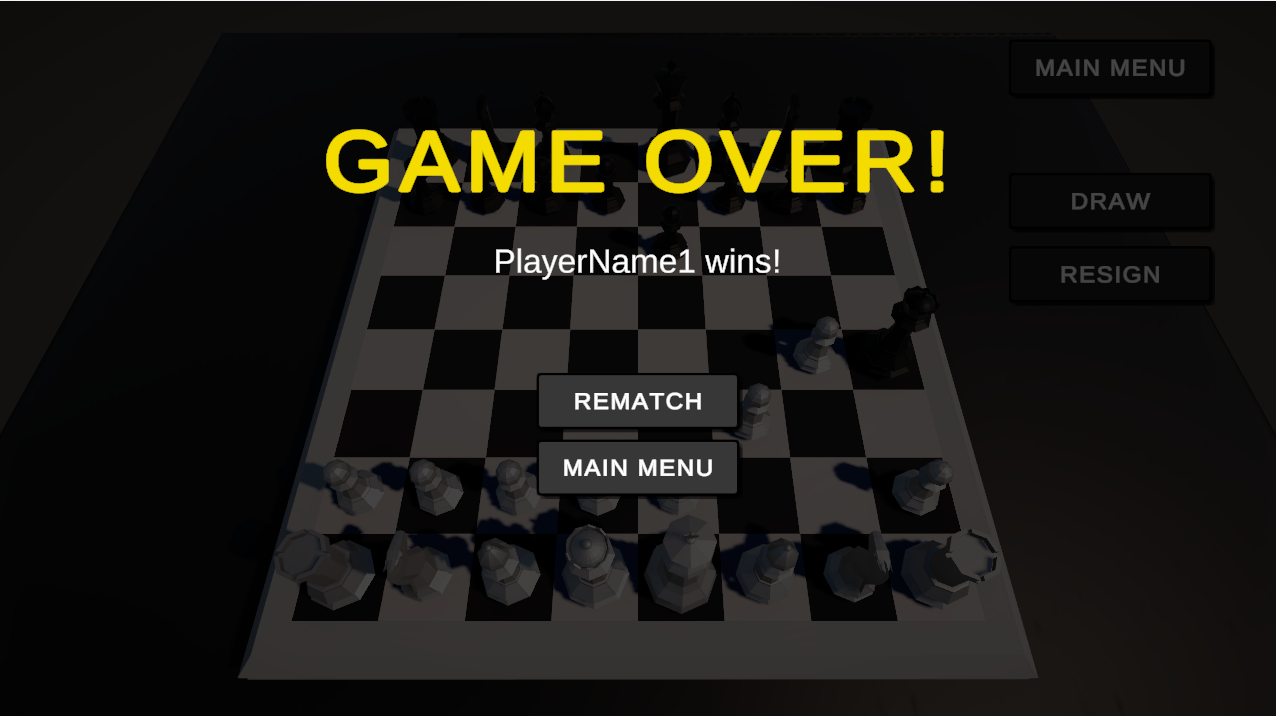 MAIN MENU
GAME OVER!
DRAW
PlayerName1 wins!
RESIGN
REMATCH
MAIN MENU